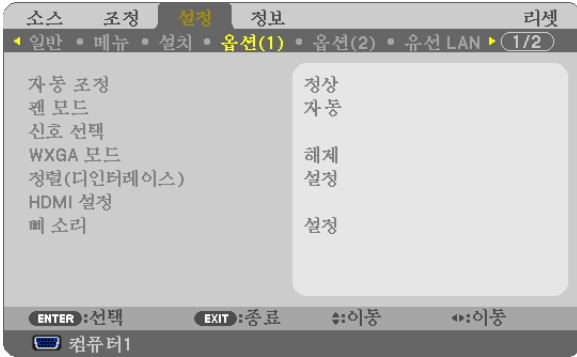 소스 조정 설정 정보 리셋
일반 • 메뉴 • 설치 • 옵션(1) • 옵션(2) • 유선 LAN 1/2
자동 조정 정상
팬 모드 자동
신호 선택
WXGA 모드 해제
정렬(디인터레이스) 설정
HDMI 설정
삐 소리 설정
ENTER :선택 EXIT :종료 :이동 :이동
컴퓨터1